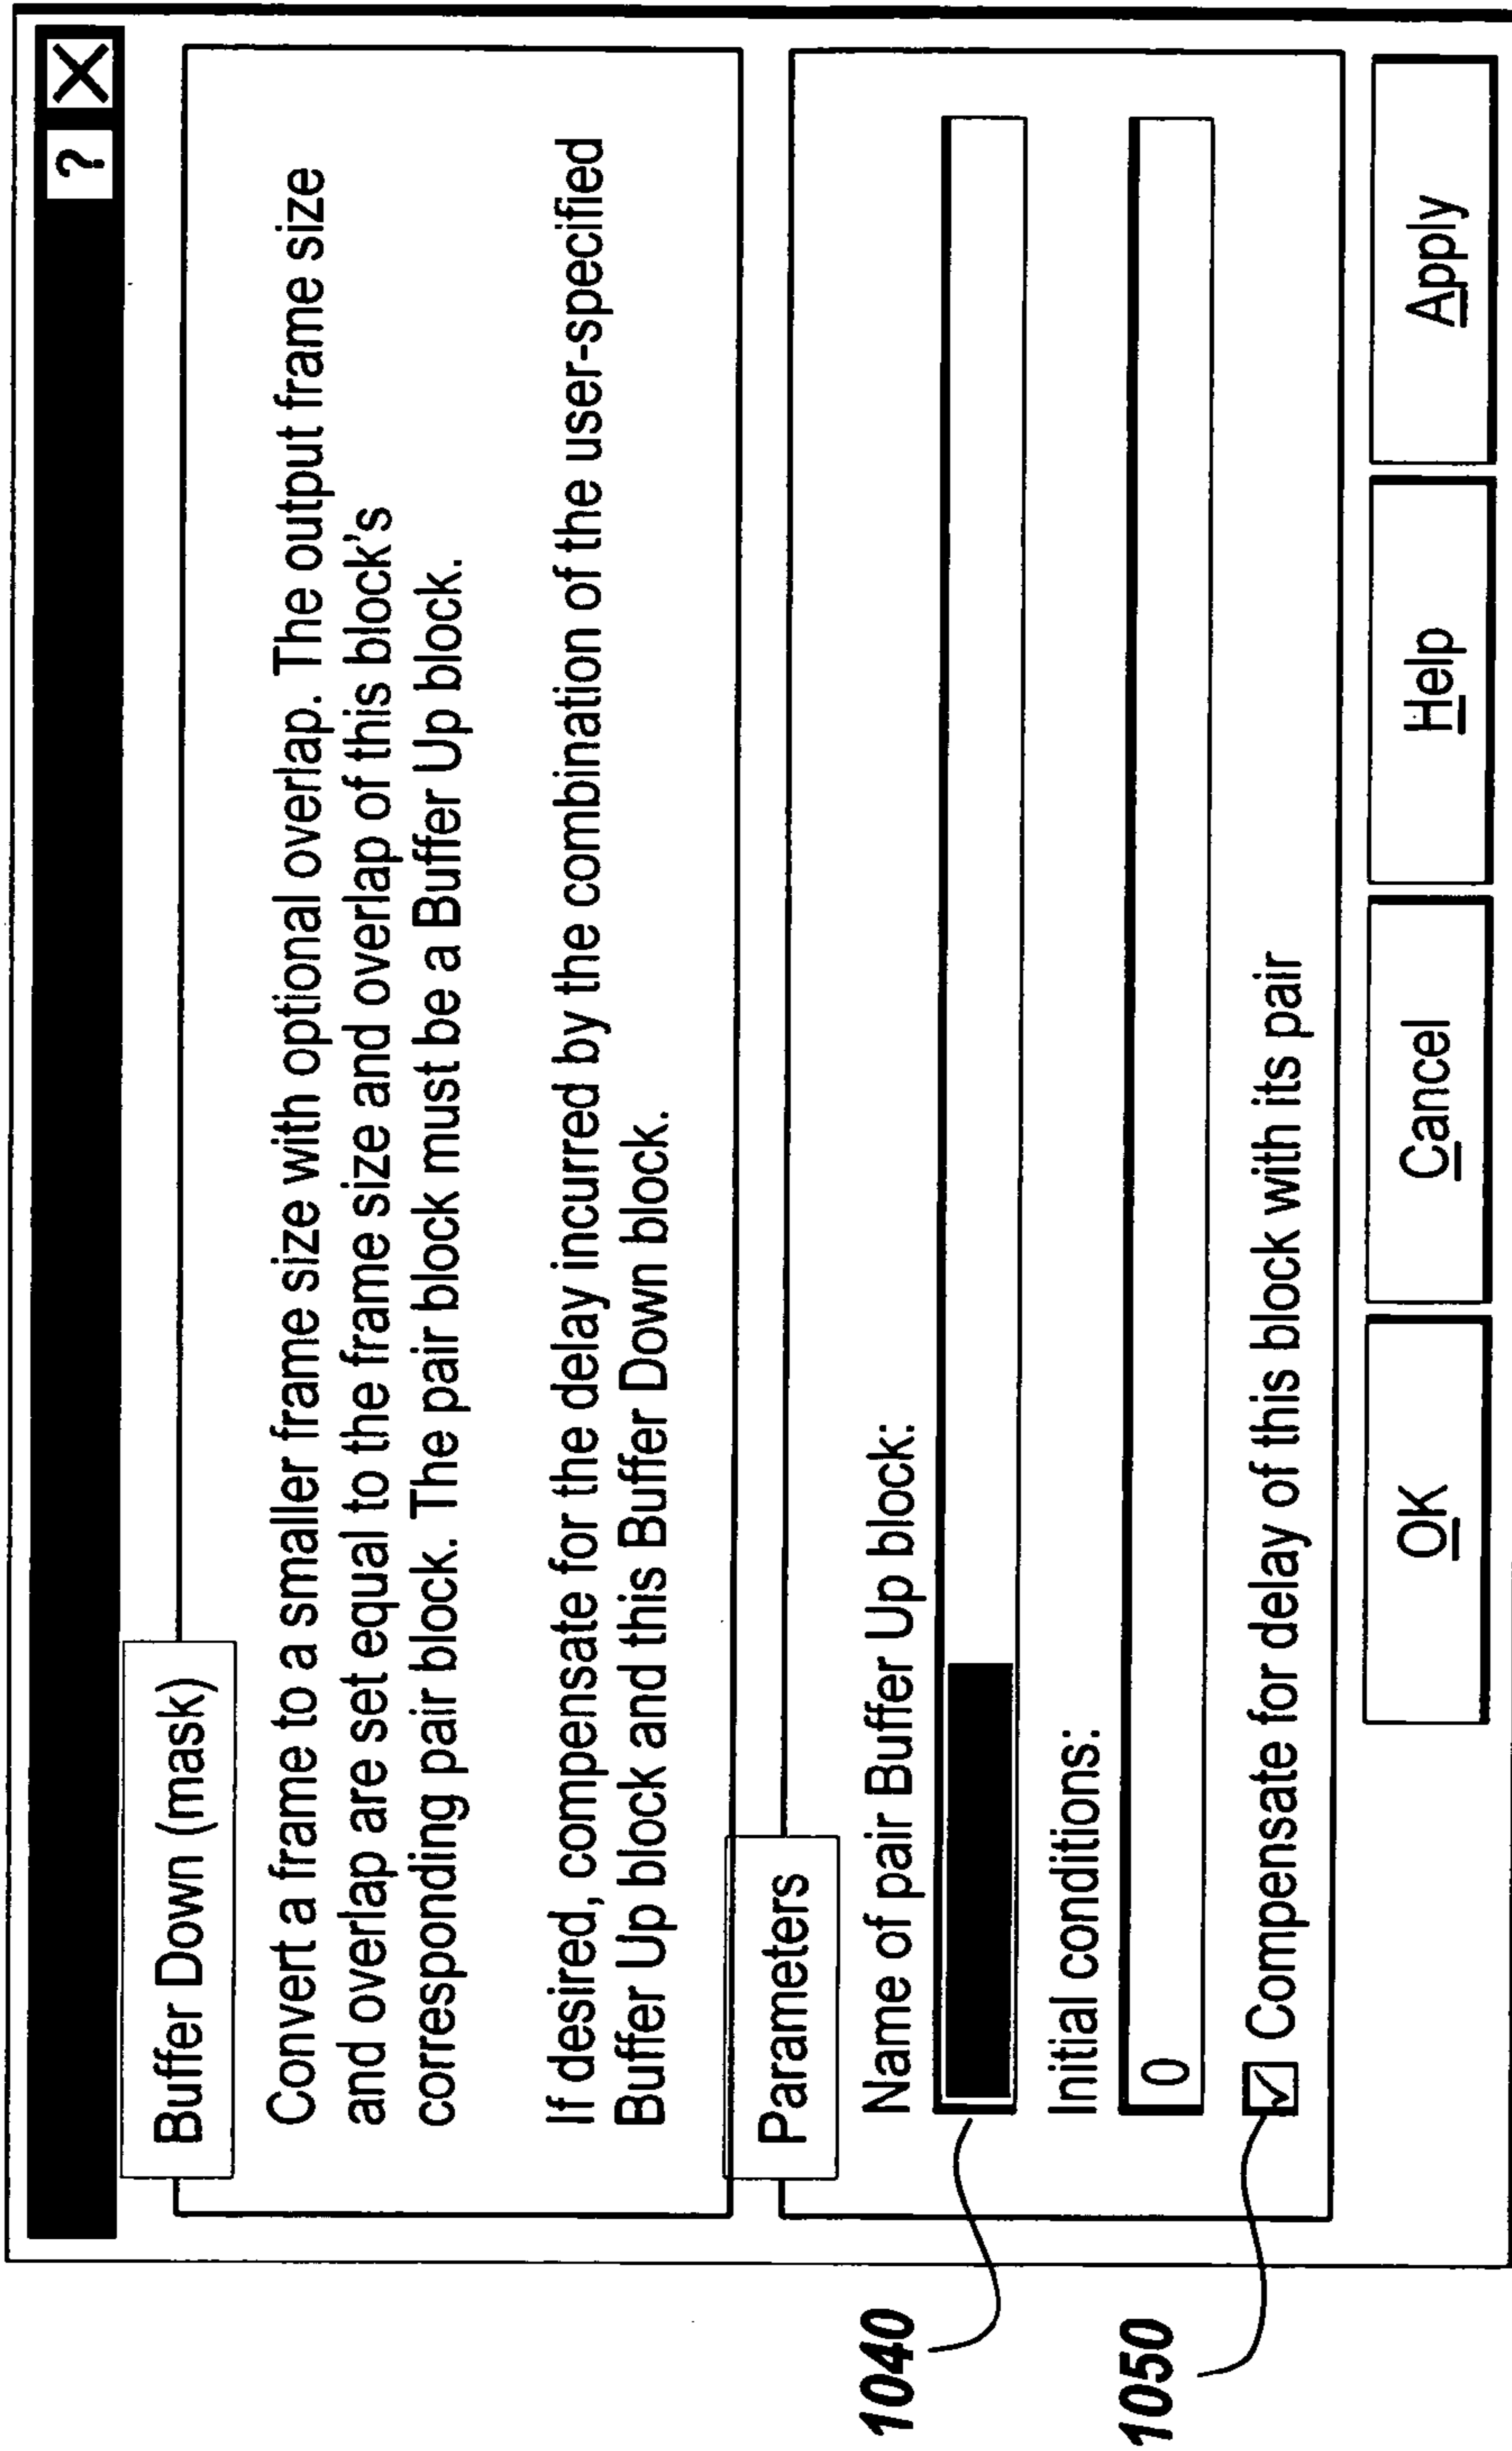 ?
X
Buffer Down (mask)
Convert a frame to a smaller frame size with optional overlap. The output frame size
and overlap are set equal to the frame size and overlap of this block's
corresponding pair block. The pair block must be a Buffer Up block.
If desired, compensate for the delay incurred by the combination of the user-specified
Buffer Up block and this Buffer Down block.
Parameters
Name of pair Buffer Up block:
1040
Initial conditions:
0
1050
Compensate for delay of this block with its pair
OK
Cancel
Help
Apply